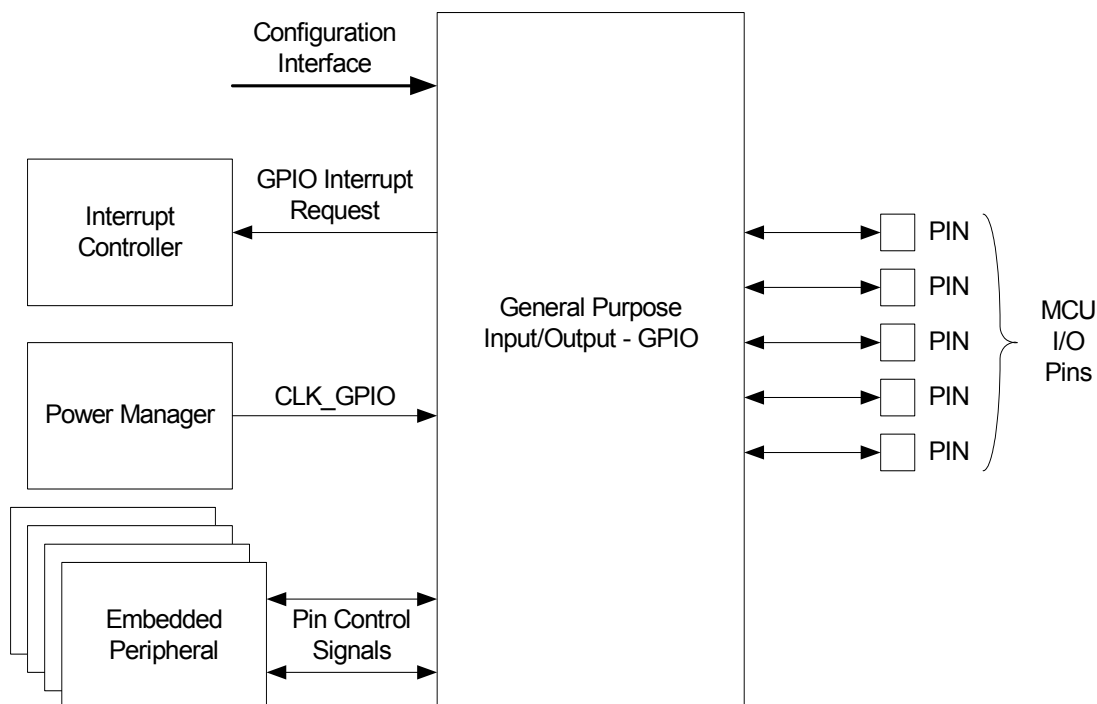 Configuration
Interface
Interrupt
Controller
GPIO Interrupt
Request
General Purpose
Input/Output - GPIO
Power Manager
CLK_GPIO
Embedded
Peripheral
Pin Control
Signals
PIN
PIN
PIN
PIN
PIN
MCU
I/O
Pins